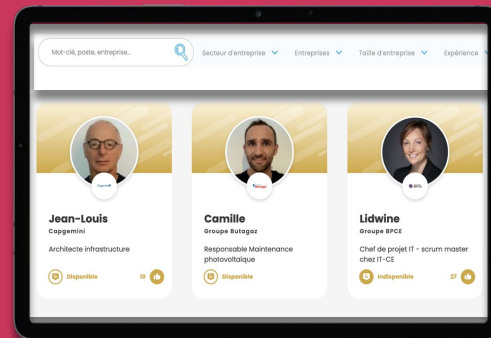 Mot-clé, poste, entreprise... Secteur d'entreprise Entreprises Taille d'entreprise Expérience
Jean-Louis
Capgemini
Architecte infrastructure
Disponible 10
Camille
Groupe Butagaz
Responsable Maintenance
photovoltaïque
Disponible
Lidwine
Groupe BPCE
Chef de projet IT - scrum master
chez IT-CE
Indisponible 27